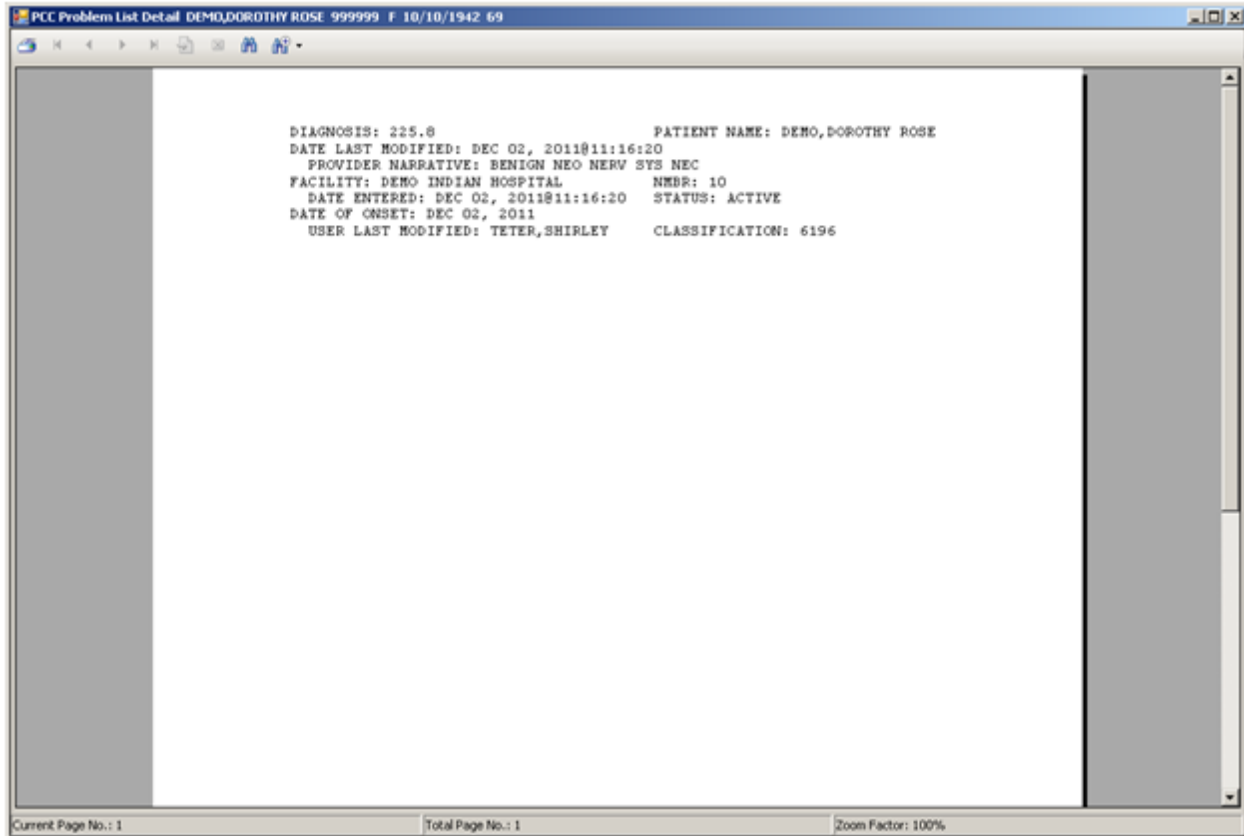 PCC Problem List Detail DEMO,DOROTHY ROSE 999999 F 10/10/1942 69
DIAGNOSIS: 225.8 PATIENT NAME: DEMO,DOROTHY ROSE
DATE LAST MODIFIED: DEC 02, 2011@11:16:20
PROVIDER NARRATIVE: BENIGN NEO NERV SYS NEC
FACILITY: DEMO INDIAN HOSPITAL NMBR: 10
DATE ENTERED: DEC 02, 2011@11:16:20 STATUS: ACTIVE
DATE OF ONSET: DEC 02, 2011
USER LAST MODIFIED: TETER,SHIRLEY CLASSIFICATION: 6196
Current Page No.: 1 Total Page No.: 1 Zoom Factor: 100%